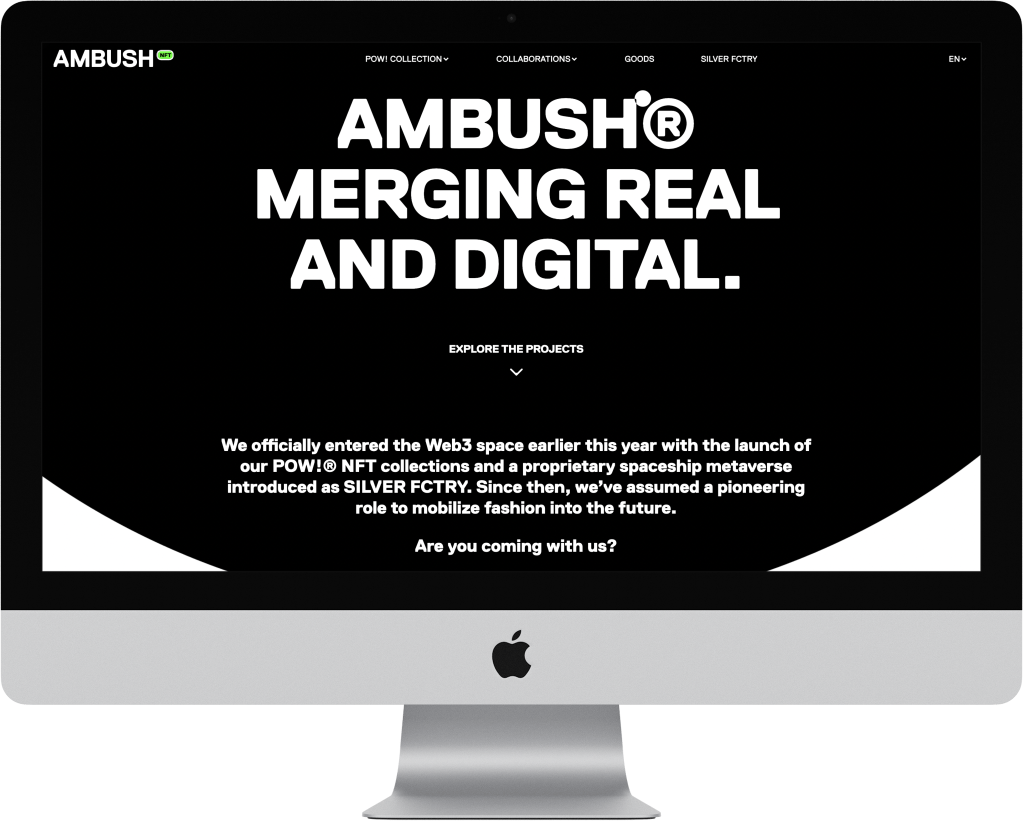 AMBUSH NFT
POW! COLLECTION
COLLABORATIONS
GOODS
SILVER FCTRY
EN
AMBUSH®
MERGING REAL
AND DIGITAL.
EXPLORE THE PROJECTS
We officially entered the Web3 space earlier this year with the launch of
our POW!® NFT collections and a proprietary spaceship metaverse
introduced as SILVER FCTRY. Since then, we’ve assumed a pioneering
role to mobilize fashion into the future.
Are you coming with us?